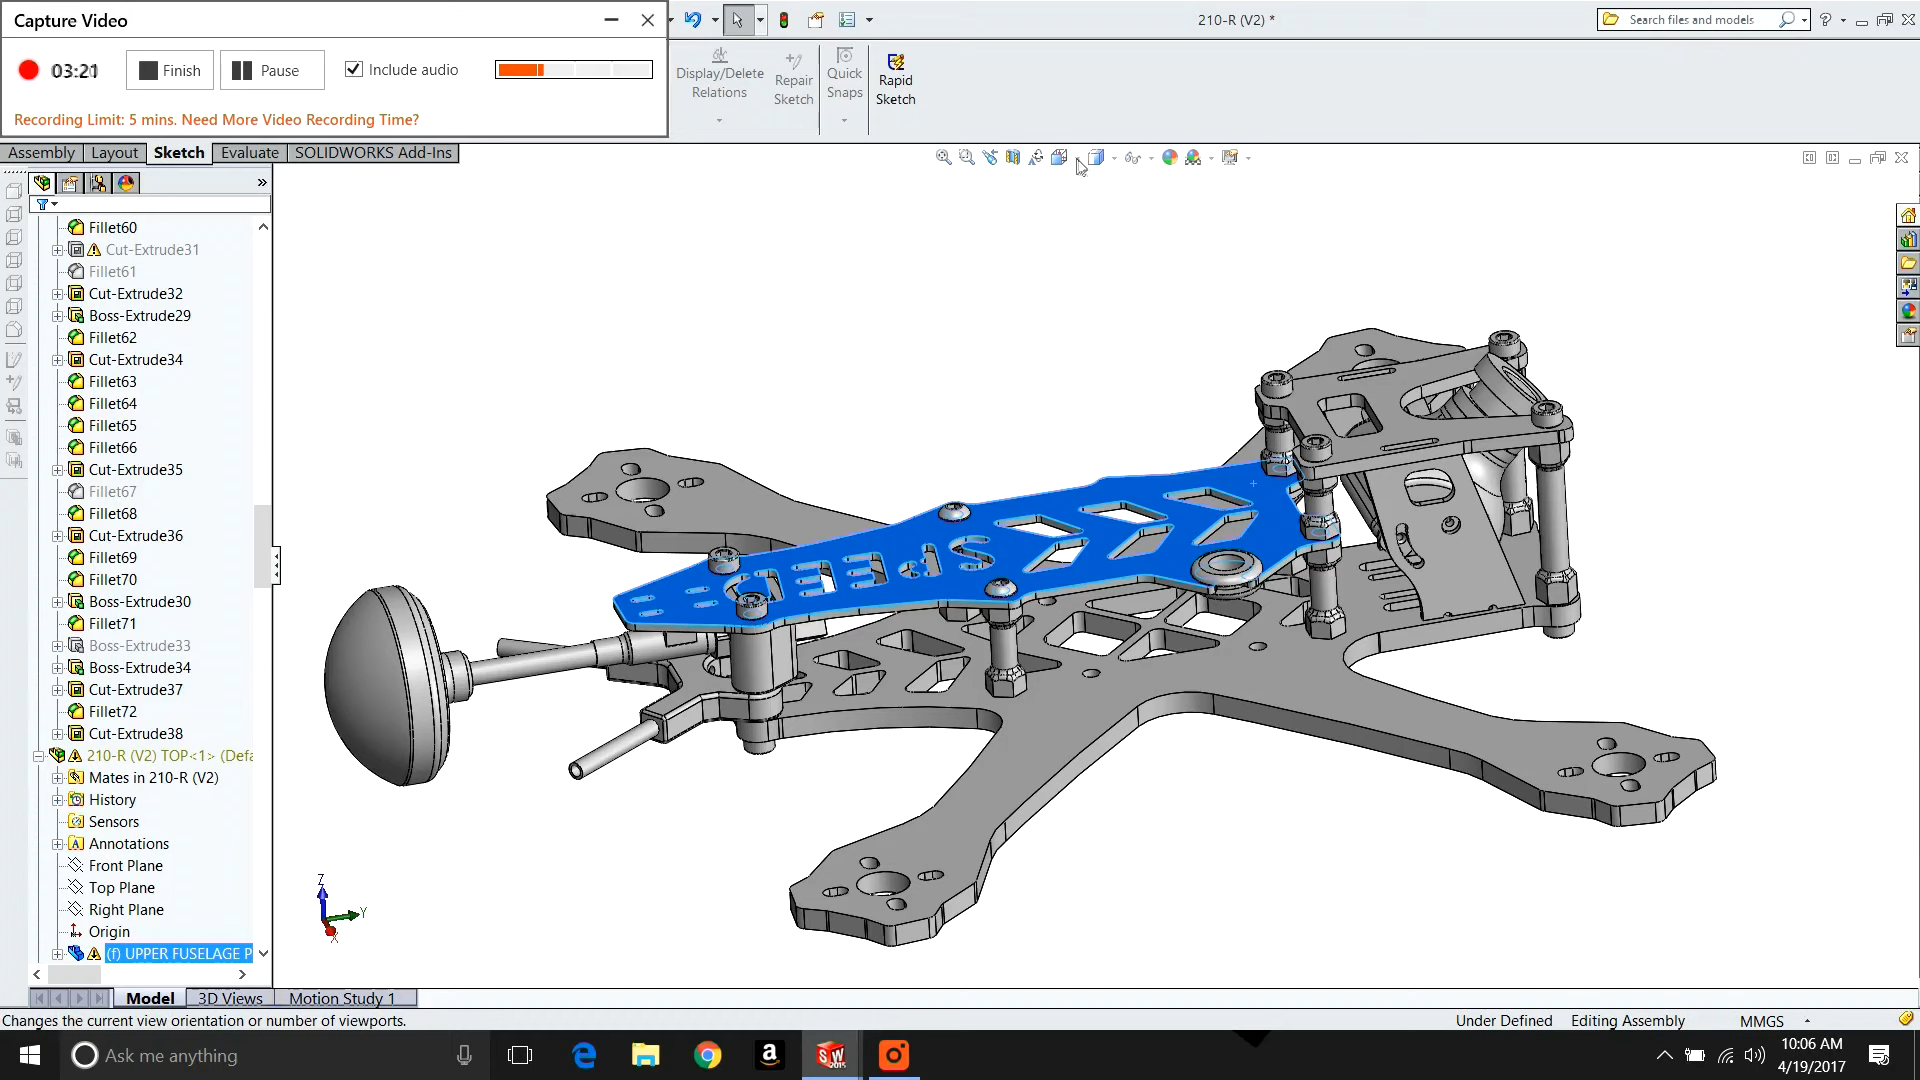 Capture Video
03:21
Finish
Pause
Include audio
Recording Limit: 5 mins. Need More Video Recording Time?
210-R (V2) *
Search files and models
?
Display/Delete
Relations
Repair
Sketch
Quick
Snaps
Rapid
Sketch
Assembly
Layout
Sketch
Evaluate
SOLIDWORKS Add-Ins
Fillet60
Cut-Extrude31
Fillet61
Cut-Extrude32
Boss-Extrude29
Fillet62
Cut-Extrude34
Fillet63
Fillet64
Fillet65
Fillet66
Cut-Extrude35
Fillet67
Fillet68
Cut-Extrude36
Fillet69
Fillet70
Boss-Extrude30
Fillet71
Boss-Extrude33
Boss-Extrude34
Cut-Extrude37
Fillet72
Cut-Extrude38
210-R (V2) TOP<1> (Defa
Mates in 210-R (V2)
History
Sensors
Annotations
Front Plane
Top Plane
Right Plane
Origin
(f) UPPER FUSELAGE P
SPEED
Z
Y
X
Model
3D Views
Motion Study 1
Changes the current view orientation or number of viewports.
Under Defined
Editing Assembly
MMGS
Ask me anything
SW
2015
10:06 AM
4/19/2017